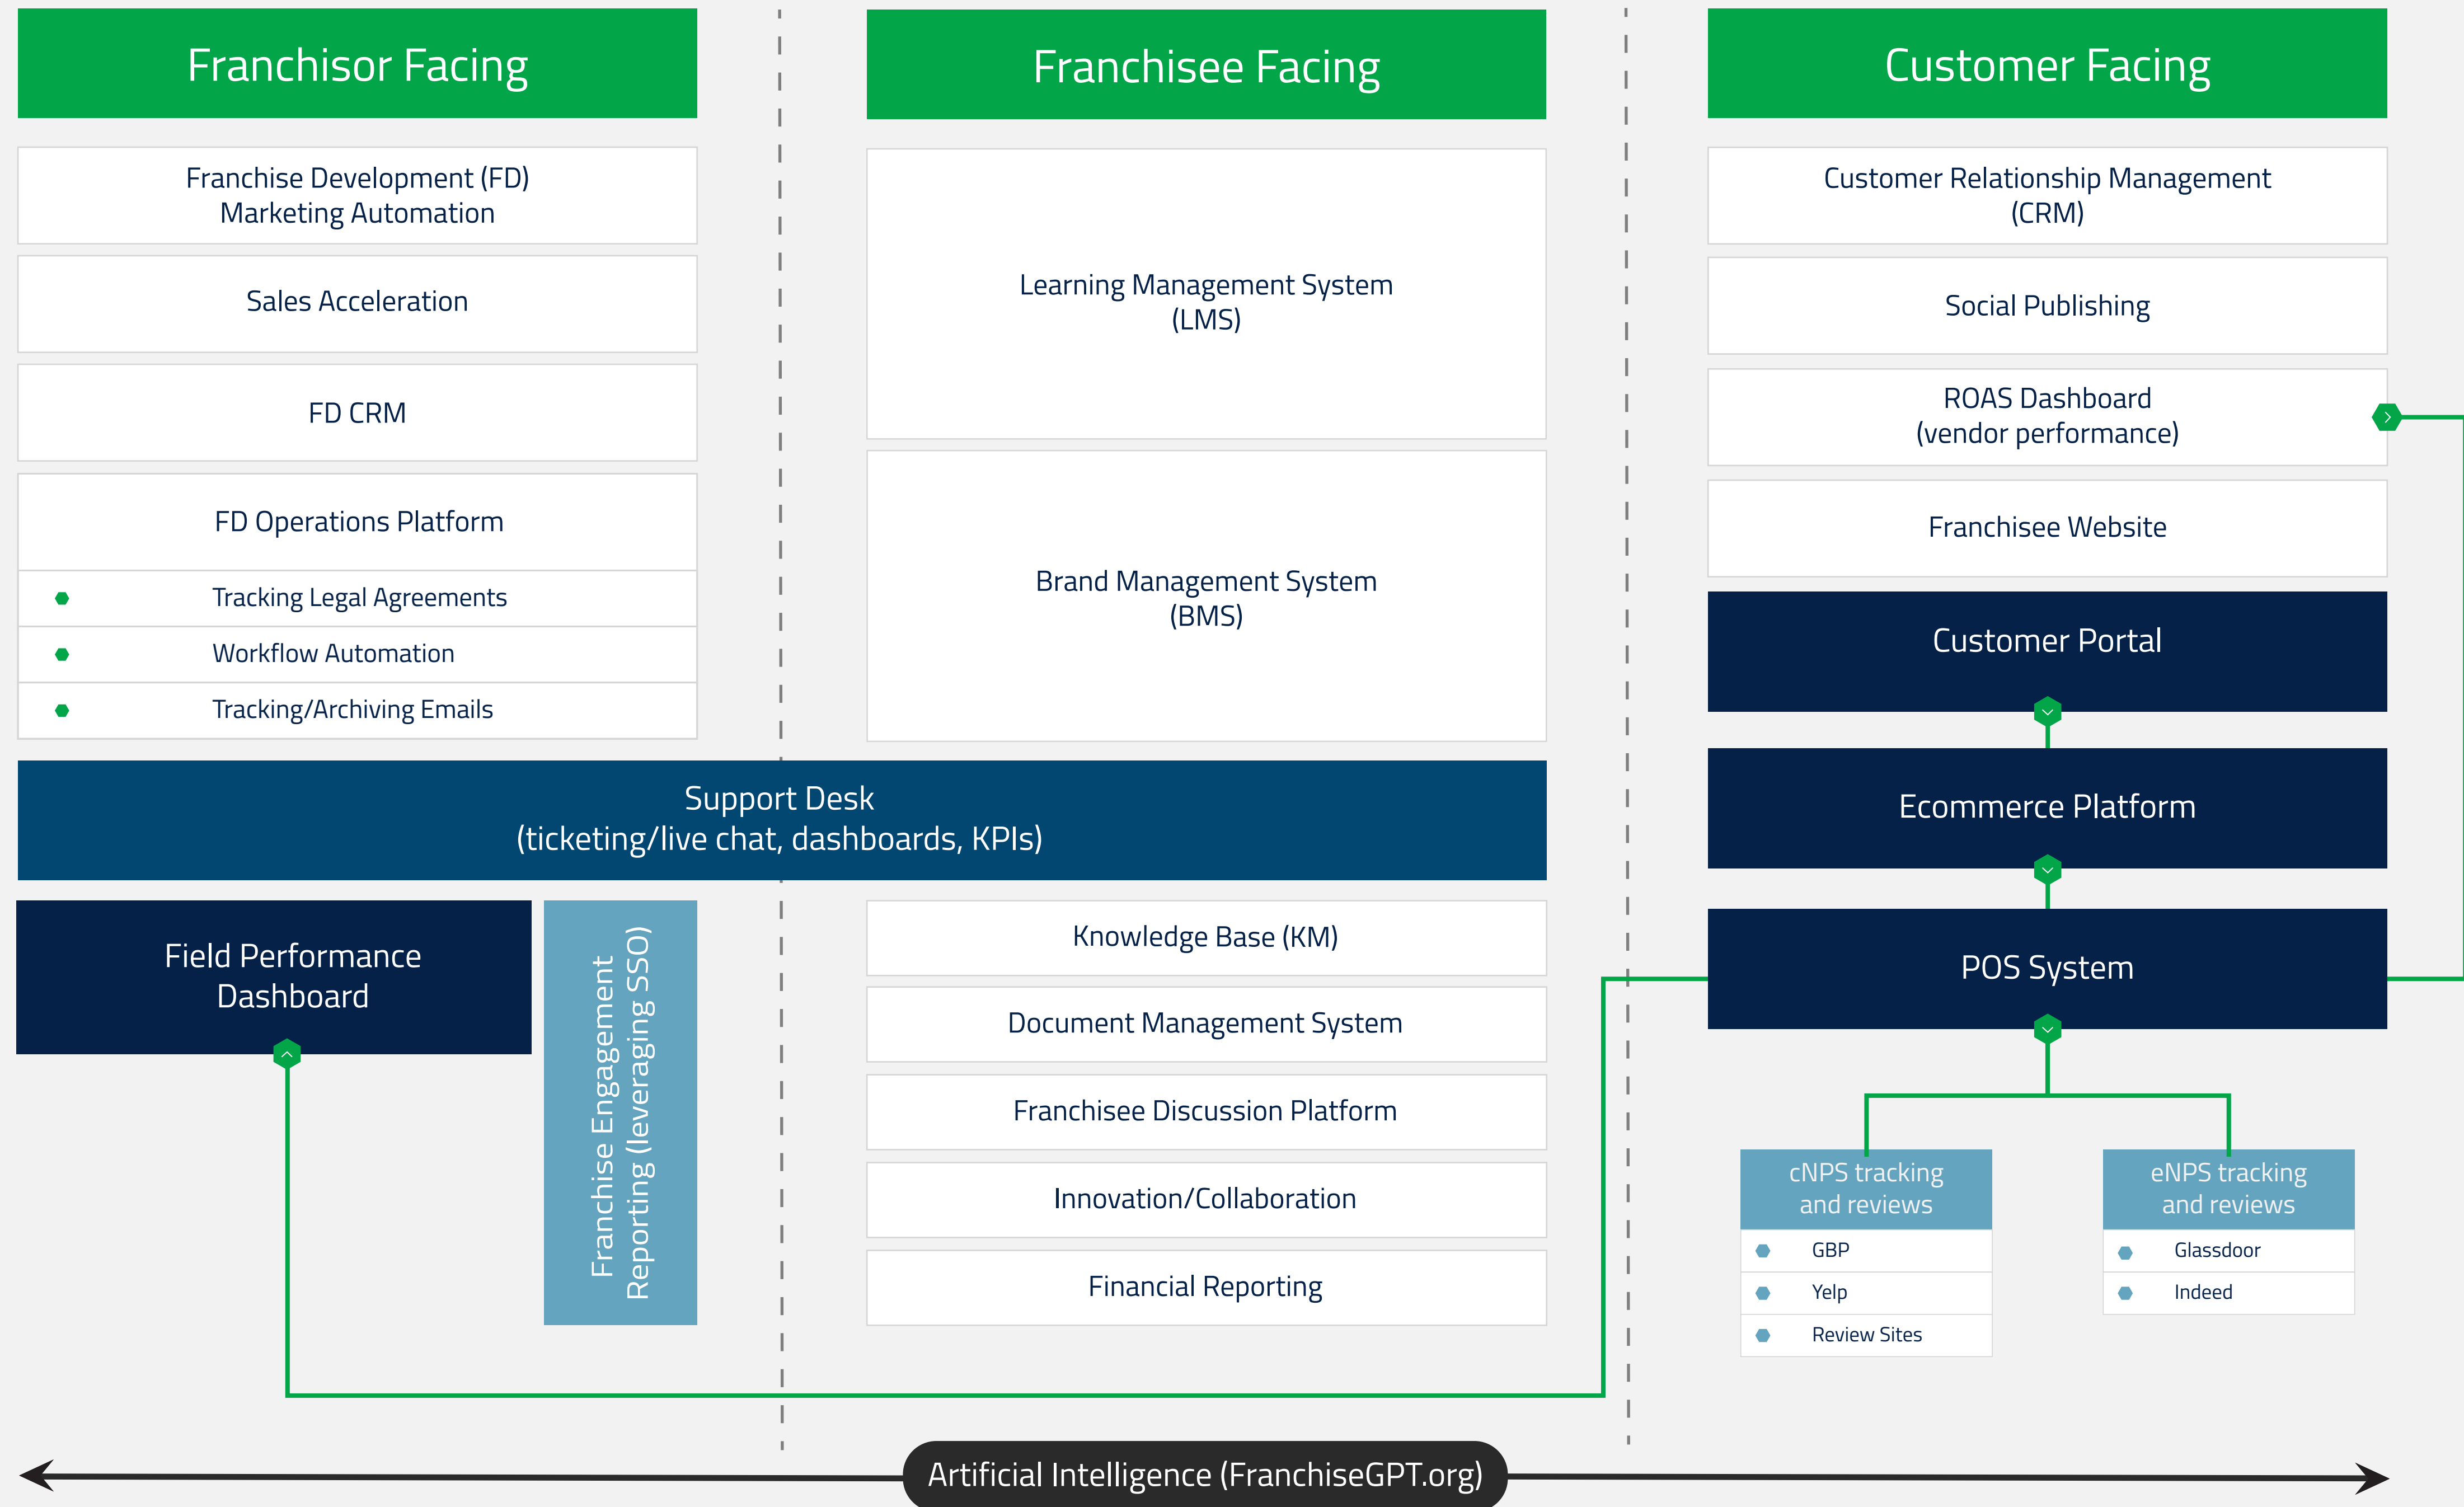 Franchisor Facing
Franchise Development (FD)
Marketing Automation
Sales Acceleration
FD CRM
FD Operations Platform
Tracking Legal Agreements
Workflow Automation
Tracking/Archiving Emails
Franchisee Facing
Learning Management System
(LMS)
Brand Management System
(BMS)
Support Desk
(ticketing/live chat, dashboards, KPIs)
Field Performance
Dashboard
Franchise Engagement
Reporting (leveraging SSO)
Knowledge Base (KM)
Document Management System
Franchisee Discussion Platform
Innovation/Collaboration
Financial Reporting
Customer Facing
Customer Relationship Management
(CRM)
Social Publishing
ROAS Dashboard
(vendor performance)
Franchisee Website
Customer Portal
Ecommerce Platform
POS System
cNPS tracking
and reviews
GBP
Yelp
Review Sites
eNPS tracking
and reviews
Glassdoor
Indeed
Artificial Intelligence (FranchiseGPT.org)